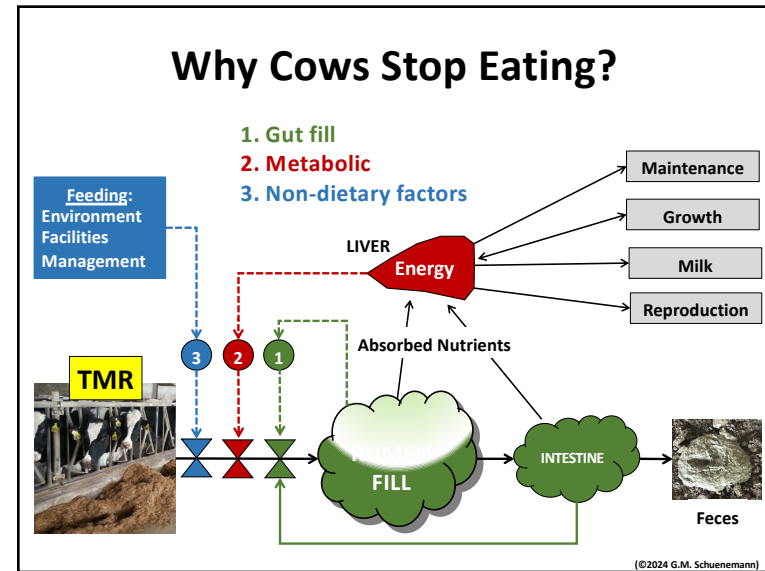 Why Cows Stop Eating?
1. Gut fill
2. Metabolic
3. Non-dietary factors
Feeding:
Environment
Facilities
Management
Maintenance
Growth
Milk
Reproduction
LIVER
Energy
3
2
1
Absorbed Nutrients
TMR
RUMEN
FILL
INTESTINE
Feces
(©2024 G.M. Schuenemann)